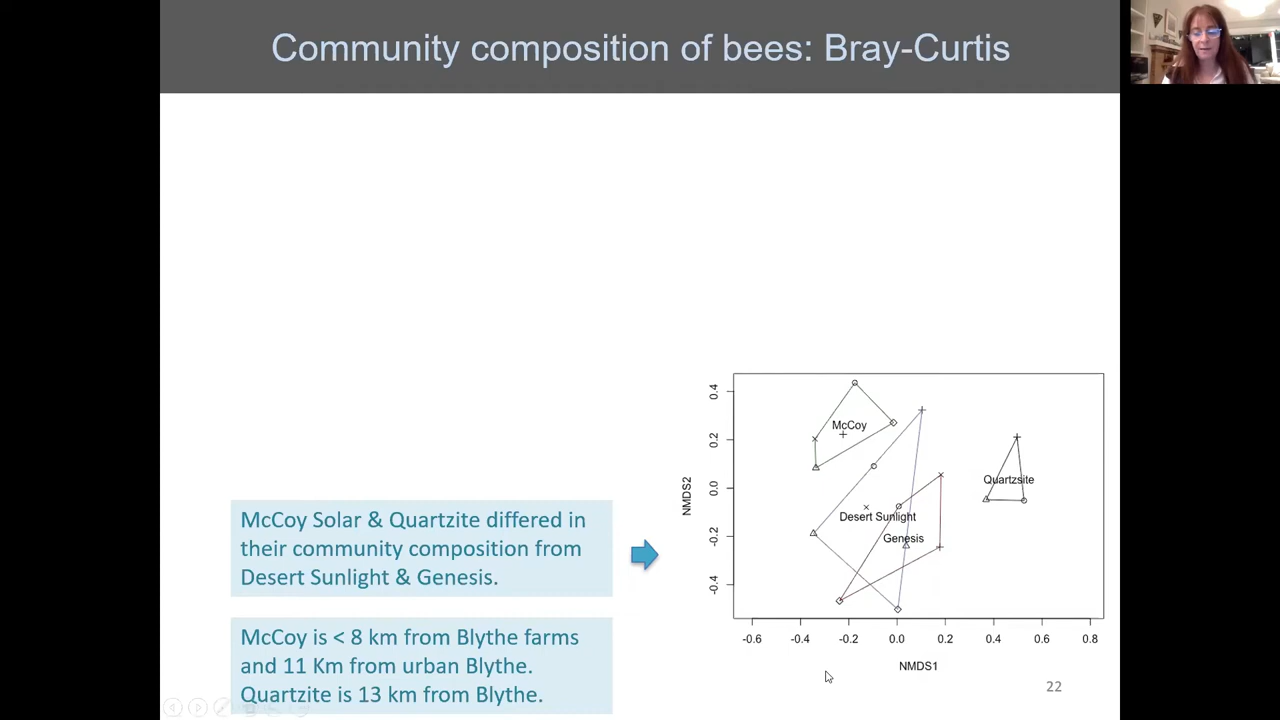 Community composition of bees: Bray-Curtis
McCoy Solar & Quartzite differed in
their community composition from
Desert Sunlight & Genesis.
McCoy is < 8 km from Blythe farms
and 11 Km from urban Blythe.
Quartzite is 13 km from Blythe.
NMDS2
0.4
0.2
0.0
-0.2
-0.4
McCoy
Quartzsite
Desert Sunlight
Genesis
-0.6 -0.4 -0.2 0.0 0.2 0.4 0.6 0.8
NMDS1
22